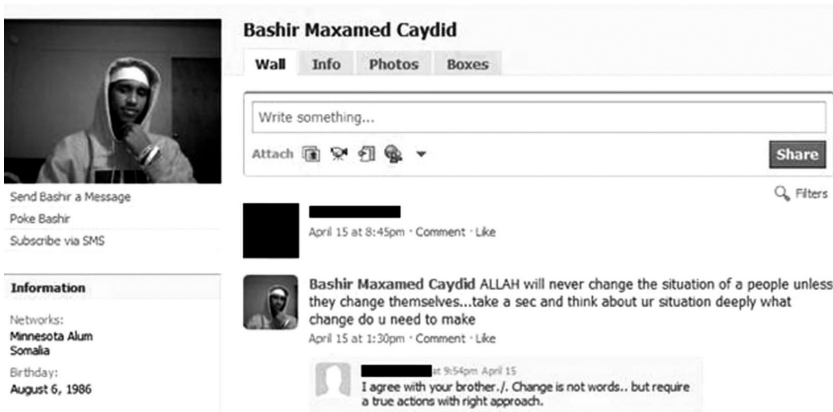 Bashir Maxamed Caydid
Wall Info Photos Boxes
Write something...
Attach
Share
Filters
Send Bashir a Message
Poke Bashir
Subscribe via SMS
Information
Networks:
Minnesota Alum
Somalia
Birthday:
August 6, 1986
April 15 at 8:45pm · Comment · Like
Bashir Maxamed Caydid ALLAH will never change the situation of a people unless
they change themselves...take a sec and think about ur situation deeply what
change do u need to make
April 15 at 1:30pm · Comment · Like
at 9:54pm April 15
I agree with your brother./. Change is not words.. but require
a true actions with right approach.